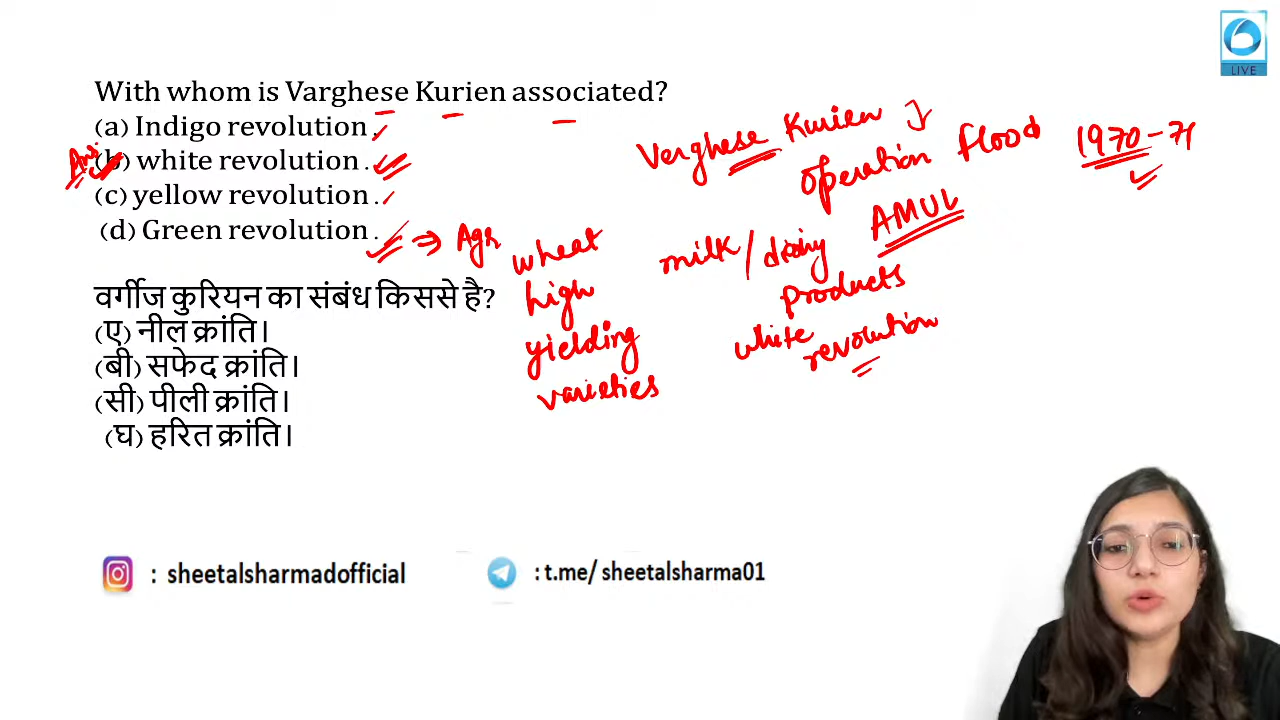 LIVE
With whom is Varghese Kurien associated?
(a) Indigo revolution .
(b) white revolution .
(c) yellow revolution .
(d) Green revolution .
Ans
⇒ Agr
wheat
high
yielding
varieties
Verghese Kurien
operation flood 1970-71
AMUL
milk/dairy
products
white
revolution
वर्गीज कुरियन का संबंध किससे है?
(ए) नील क्रांति।
(बी) सफेद क्रांति।
(सी) पीली क्रांति।
(घ) हरित क्रांति।
: sheetalsharmadofficial
: t.me/ sheetalsharma01